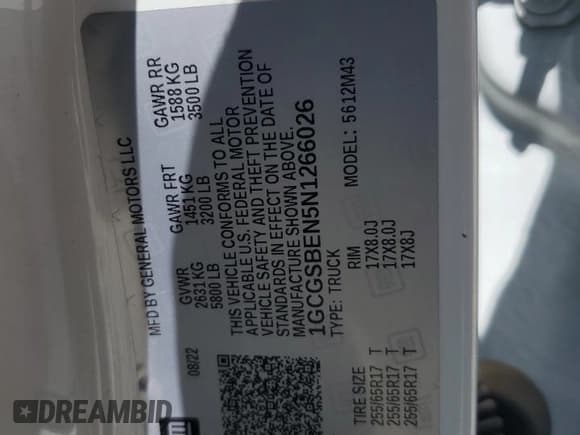 MFD BY GENERAL MOTORS LLC
08/22
GVWR
2631 KG
5800 LB
GAWR FRT
1451 KG
3200 LB
GAWR RR
1588 KG
3500 LB
THIS VEHICLE CONFORMS TO ALL
APPLICABLE U.S. FEDERAL MOTOR
VEHICLE SAFETY AND THEFT PREVENTION
STANDARDS IN EFFECT ON THE DATE OF
MANUFACTURE SHOWN ABOVE.
1GCGSBEN5N1266026
TYPE: TRUCK
MODEL: 5612M43
TIRE SIZE RIM
255/65R17 T 17X8.0J
255/65R17 T 17X8.0J
255/65R17 T 17X8J
gm
DREAMBID